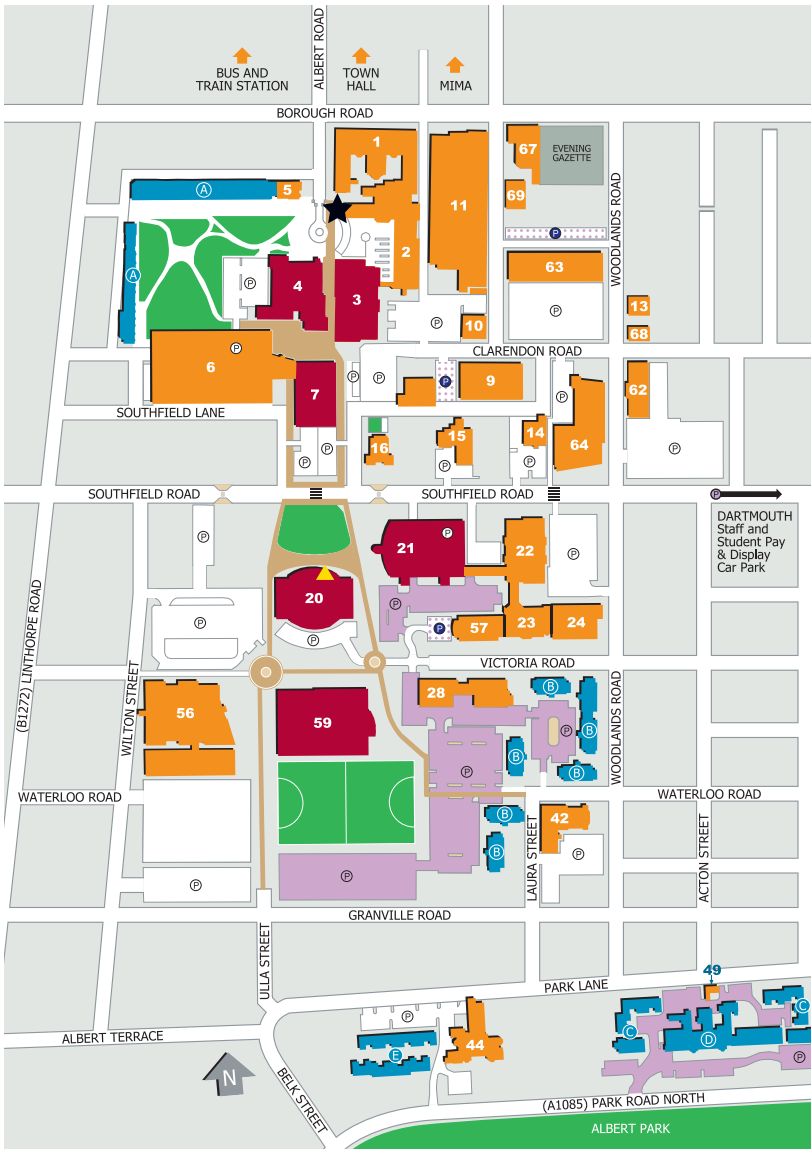 ALBERT ROAD
BUS AND
TRAIN STATION
TOWN
HALL
MIMA
BOROUGH ROAD
1
67
EVENING
GAZETTE
WOODLANDS ROAD
A
5
69
11
2
P
A
4
3
63
P
P
P
13
10
68
P
CLARENDON ROAD
6
7
P
P
P
9
P
62
SOUTHFIELD LANE
16
15
14
64
P
P
P
P
P
P
SOUTHFIELD ROAD
SOUTHFIELD ROAD
P
DARTMOUTH
Staff and
Student Pay
& Display
Car Park
P
21
P
22
P
20
P
P
P
P
57
23
24
(B1272) LINTHORPE ROAD
VICTORIA ROAD
WILTON STREET
56
59
28
B
B
P
B
B
P
B
WOODLANDS ROAD
WATERLOO ROAD
WATERLOO ROAD
B
42
B
LAURA STREET
P
ACTON STREET
P
P
GRANVILLE ROAD
ULLA STREET
49
PARK LANE
C
C
D
P
P
ALBERT TERRACE
E
44
N
BELK STREET
(A1085) PARK ROAD NORTH
ALBERT PARK